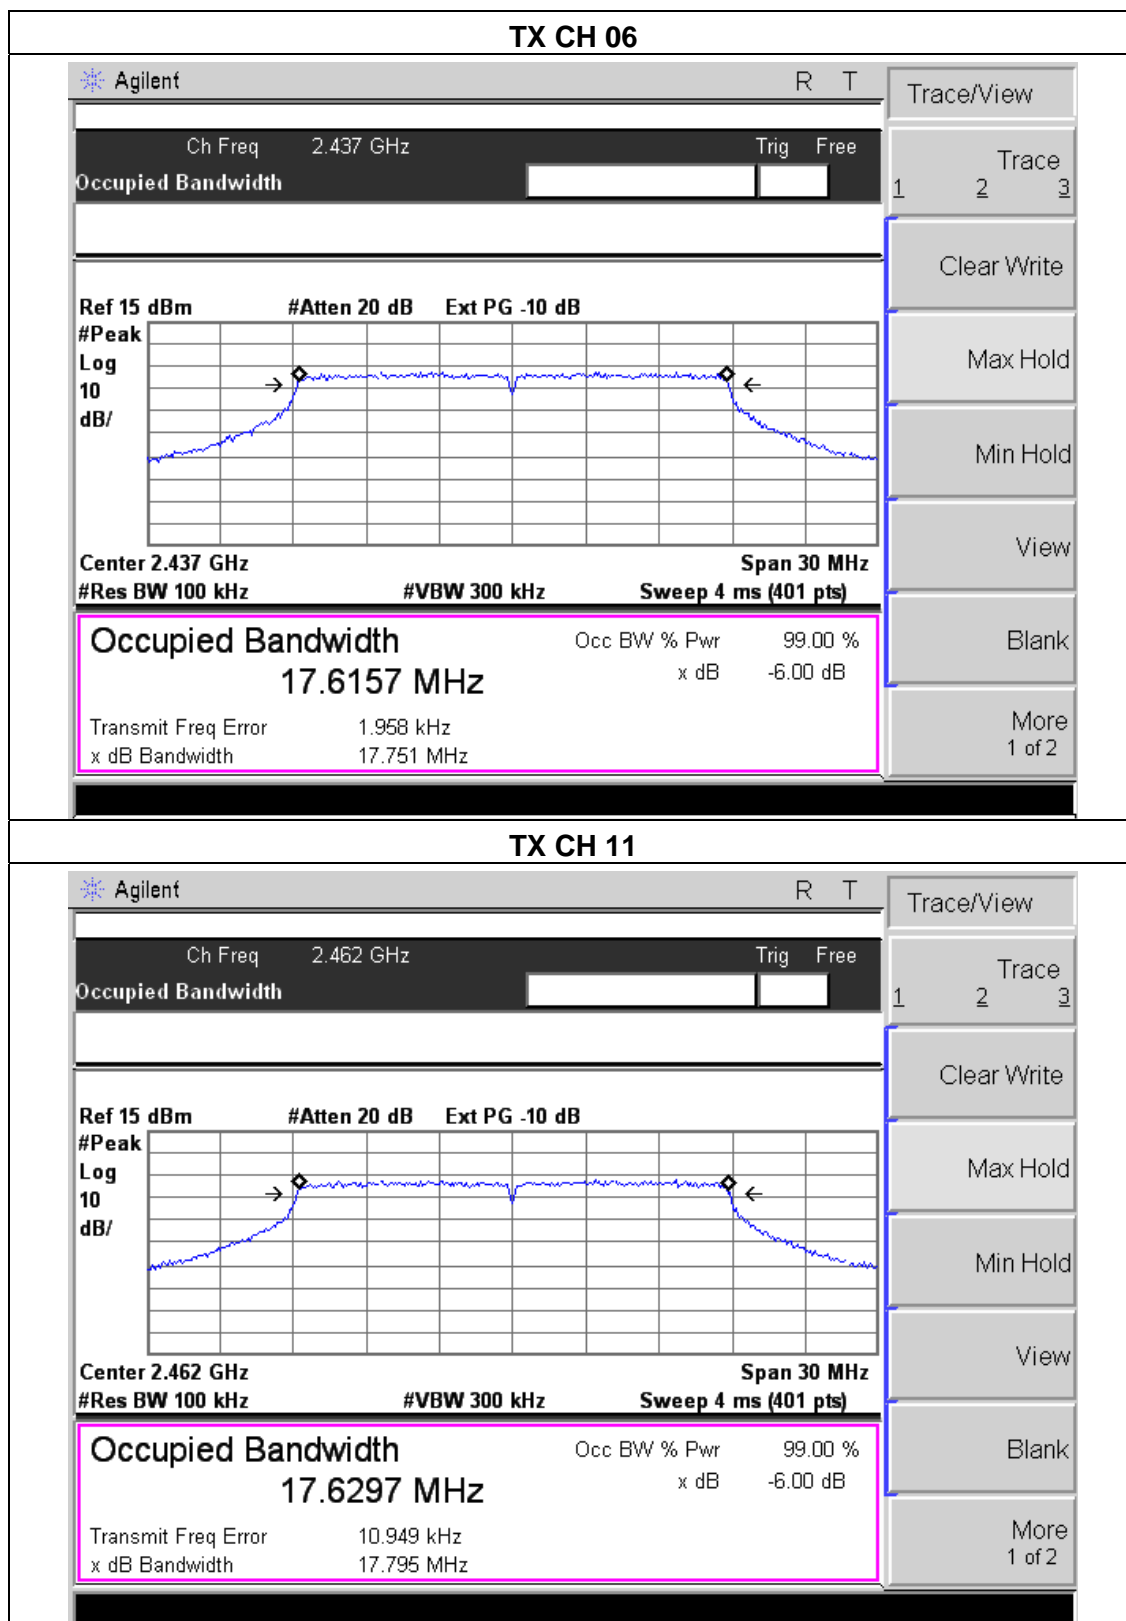 TX CH 06
Agilent R T
Trace/View
Ch Freq 2.437 GHz Trig Free
Occupied Bandwidth
Trace
1 2 3
Clear Write
Ref 15 dBm #Atten 20 dB Ext PG -10 dB
#Peak
Log
10
dB/
Max Hold
Min Hold
View
Center 2.437 GHz Span 30 MHz
#Res BW 100 kHz #VBW 300 kHz Sweep 4 ms (401 pts)
Occupied Bandwidth Occ BW % Pwr 99.00 %
17.6157 MHz x dB -6.00 dB
Blank
Transmit Freq Error 1.958 kHz
x dB Bandwidth 17.751 MHz
More
1 of 2
TX CH 11
Agilent R T
Trace/View
Ch Freq 2.462 GHz Trig Free
Occupied Bandwidth
Trace
1 2 3
Clear Write
Ref 15 dBm #Atten 20 dB Ext PG -10 dB
#Peak
Log
10
dB/
Max Hold
Min Hold
View
Center 2.462 GHz Span 30 MHz
#Res BW 100 kHz #VBW 300 kHz Sweep 4 ms (401 pts)
Occupied Bandwidth Occ BW % Pwr 99.00 %
17.6297 MHz x dB -6.00 dB
Blank
Transmit Freq Error 10.949 kHz
x dB Bandwidth 17.795 MHz
More
1 of 2